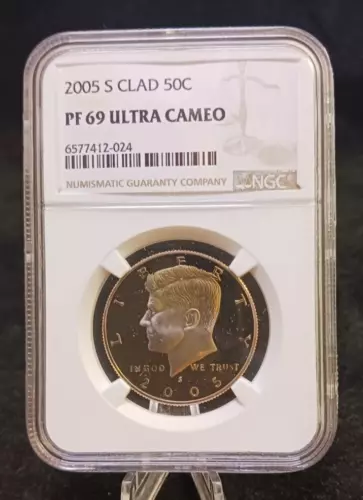 2005 S CLAD 50C
PF 69 ULTRA CAMEO
6577412-024
NUMISMATIC GUARANTY COMPANY
NGC
LIBERTY
IN GOD WE TRUST
S
2005